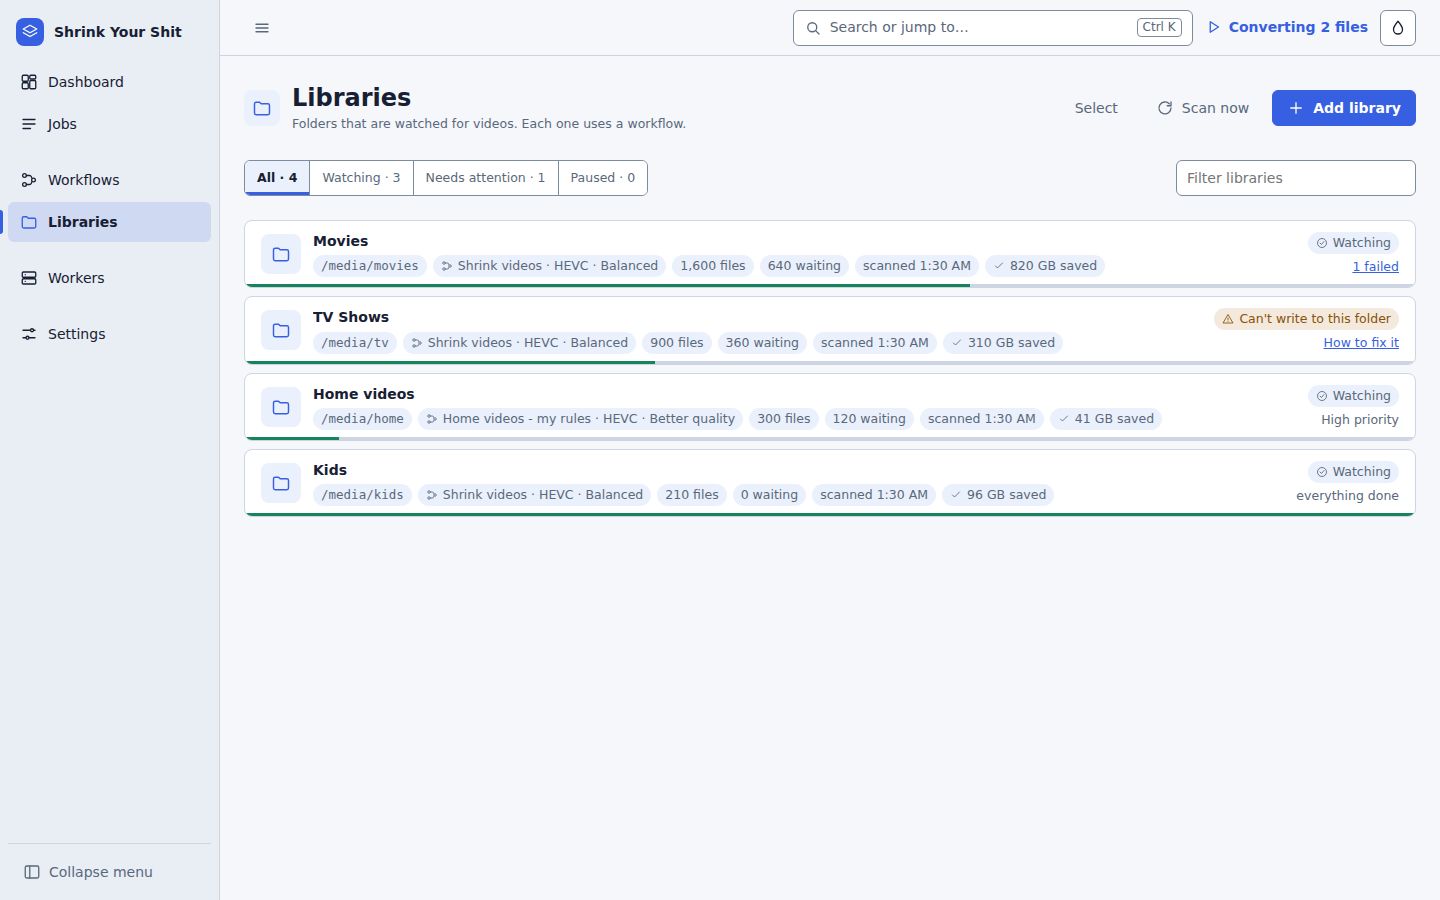 Shrink Your Shit
Search or jump to...
Ctrl K
Converting 2 files
Dashboard
Jobs
Workflows
Libraries
Workers
Settings
Collapse menu
Libraries
Folders that are watched for videos. Each one uses a workflow.
Select
Scan now
Add library
All · 4
Watching · 3
Needs attention · 1
Paused · 0
Filter libraries
Movies
Watching
/media/movies
Shrink videos · HEVC · Balanced
1,600 files
640 waiting
scanned 1:30 AM
820 GB saved
1 failed
TV Shows
Can't write to this folder
/media/tv
Shrink videos · HEVC · Balanced
900 files
360 waiting
scanned 1:30 AM
310 GB saved
How to fix it
Home videos
Watching
/media/home
Home videos - my rules · HEVC · Better quality
300 files
120 waiting
scanned 1:30 AM
41 GB saved
High priority
Kids
Watching
/media/kids
Shrink videos · HEVC · Balanced
210 files
0 waiting
scanned 1:30 AM
96 GB saved
everything done